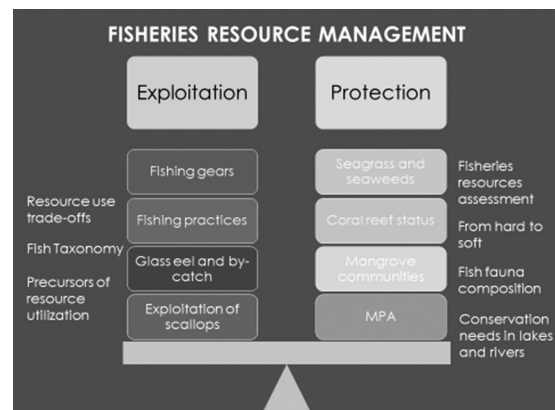 FISHERIES RESOURCE MANAGEMENT
Exploitation
Protection
Resource use
trade-offs
Fish Taxonomy
Precursors of
resource
utilization
Fishing gears
Fishing practices
Glass eel and by-
catch
Exploitation of
scallops
Seagrass and
seaweeds
Coral reef status
Mangrove
communities
MPA
Fisheries
resources
assessment
From hard to
soft
Fish fauna
composition
Conservation
needs in lakes
and rivers